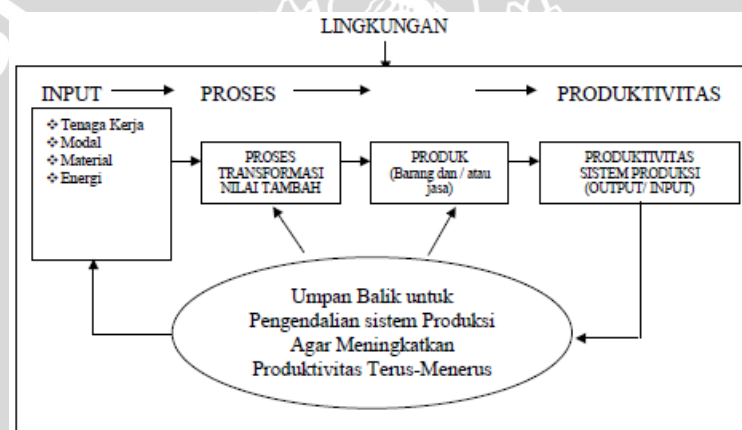 LINGKUNGAN
INPUT
PROSES
PRODUKTIVITAS
❖ Tenaga Kerja
❖ Modal
❖ Material
❖ Energi
PROSES
TRANSFORMASI
NILAI TAMBAH
PRODUK
(Barang dan / atau
jasa)
PRODUKTIVITAS
SISTEM PRODUKSI
(OUTPUT/ INPUT)
Umpan Balik untuk
Pengendalian sistem Produksi
Agar Meningkatkan
Produktivitas Terus-Menerus